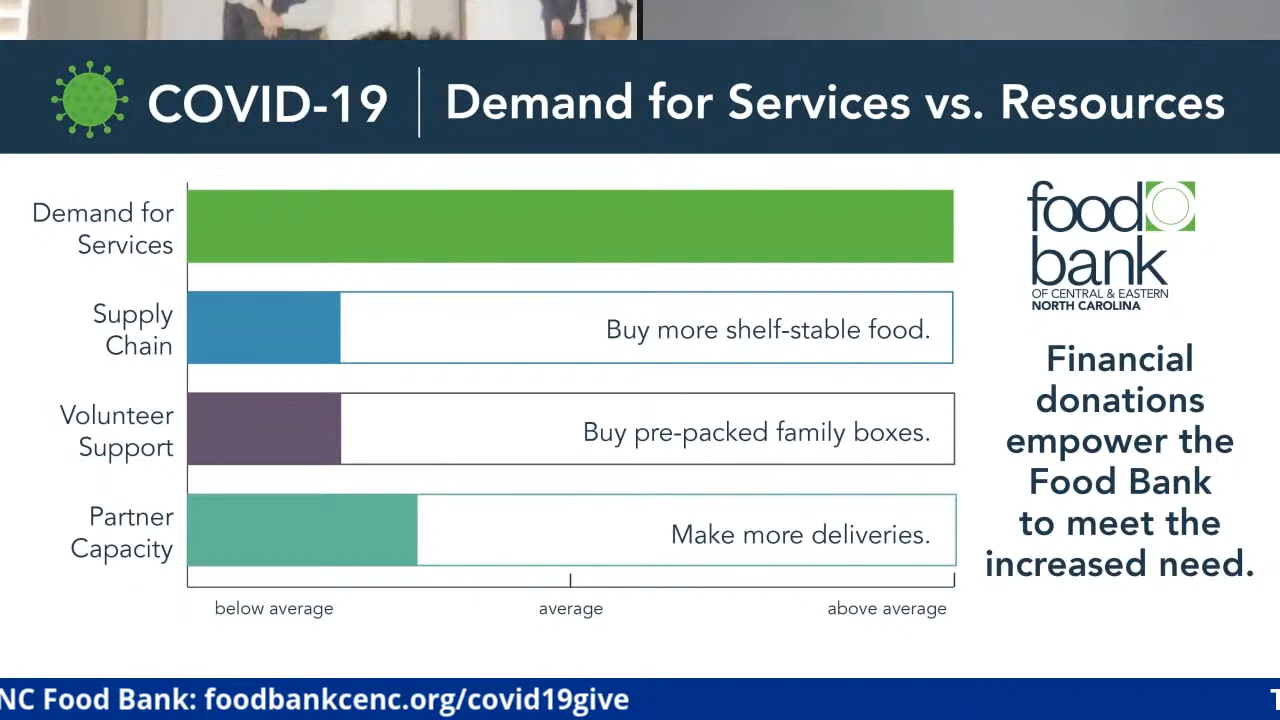 COVID-19
Demand for Services vs. Resources
Demand for
Services
Supply
Chain
Buy more shelf-stable food.
Volunteer
Support
Buy pre-packed family boxes.
Partner
Capacity
Make more deliveries.
below average
average
above average
food
bank
OF CENTRAL & EASTERN
NORTH CAROLINA
Financial
donations
empower the
Food Bank
to meet the
increased need.
NC Food Bank: foodbankcenc.org/covid19give